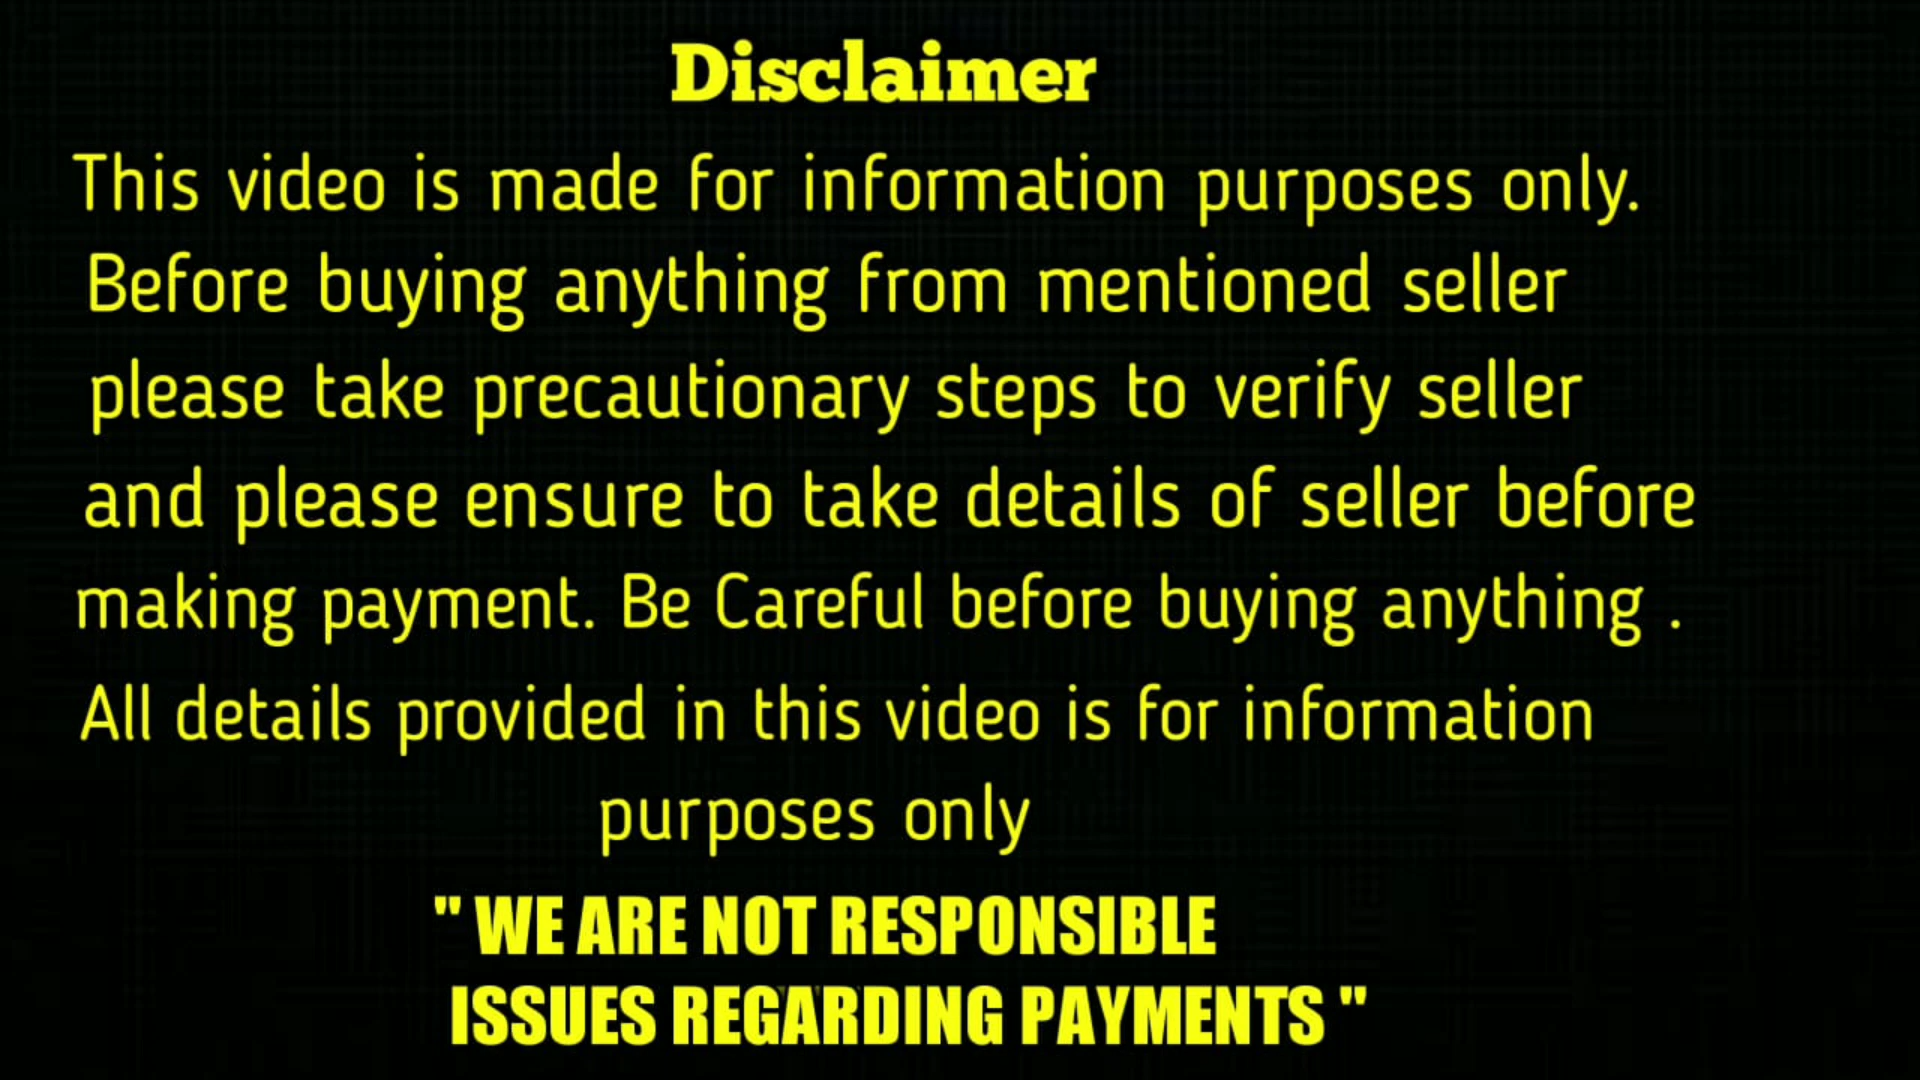 Disclaimer
This video is made for information purposes only.
Before buying anything from mentioned seller
please take precautionary steps to verify seller
and please ensure to take details of seller before
making payment. Be Careful before buying anything .
All details provided in this video is for information
purposes only
" WE ARE NOT RESPONSIBLE
ISSUES REGARDING PAYMENTS "